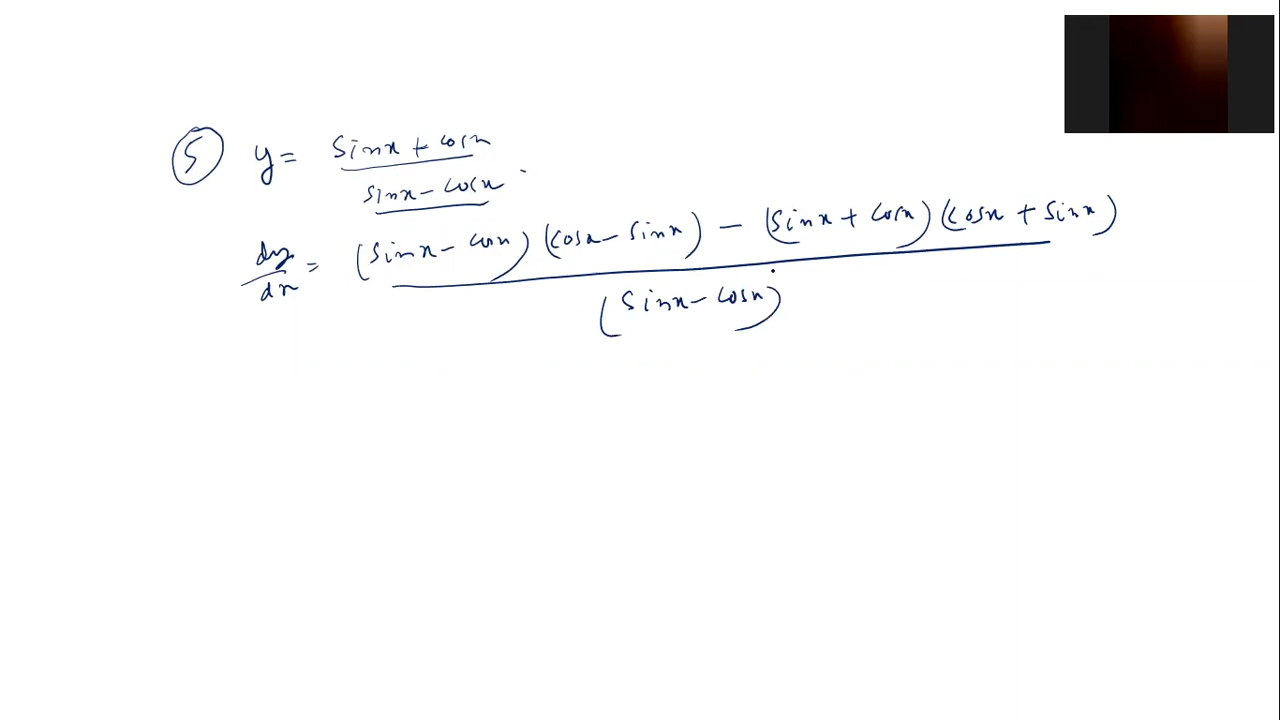 5 y = sinx + cosx / sinx - cosx
dy/dx = (sinx - cosx) (cosx - sinx) - (sinx + cosx) (cosx + sinx) / (sinx - cosx)